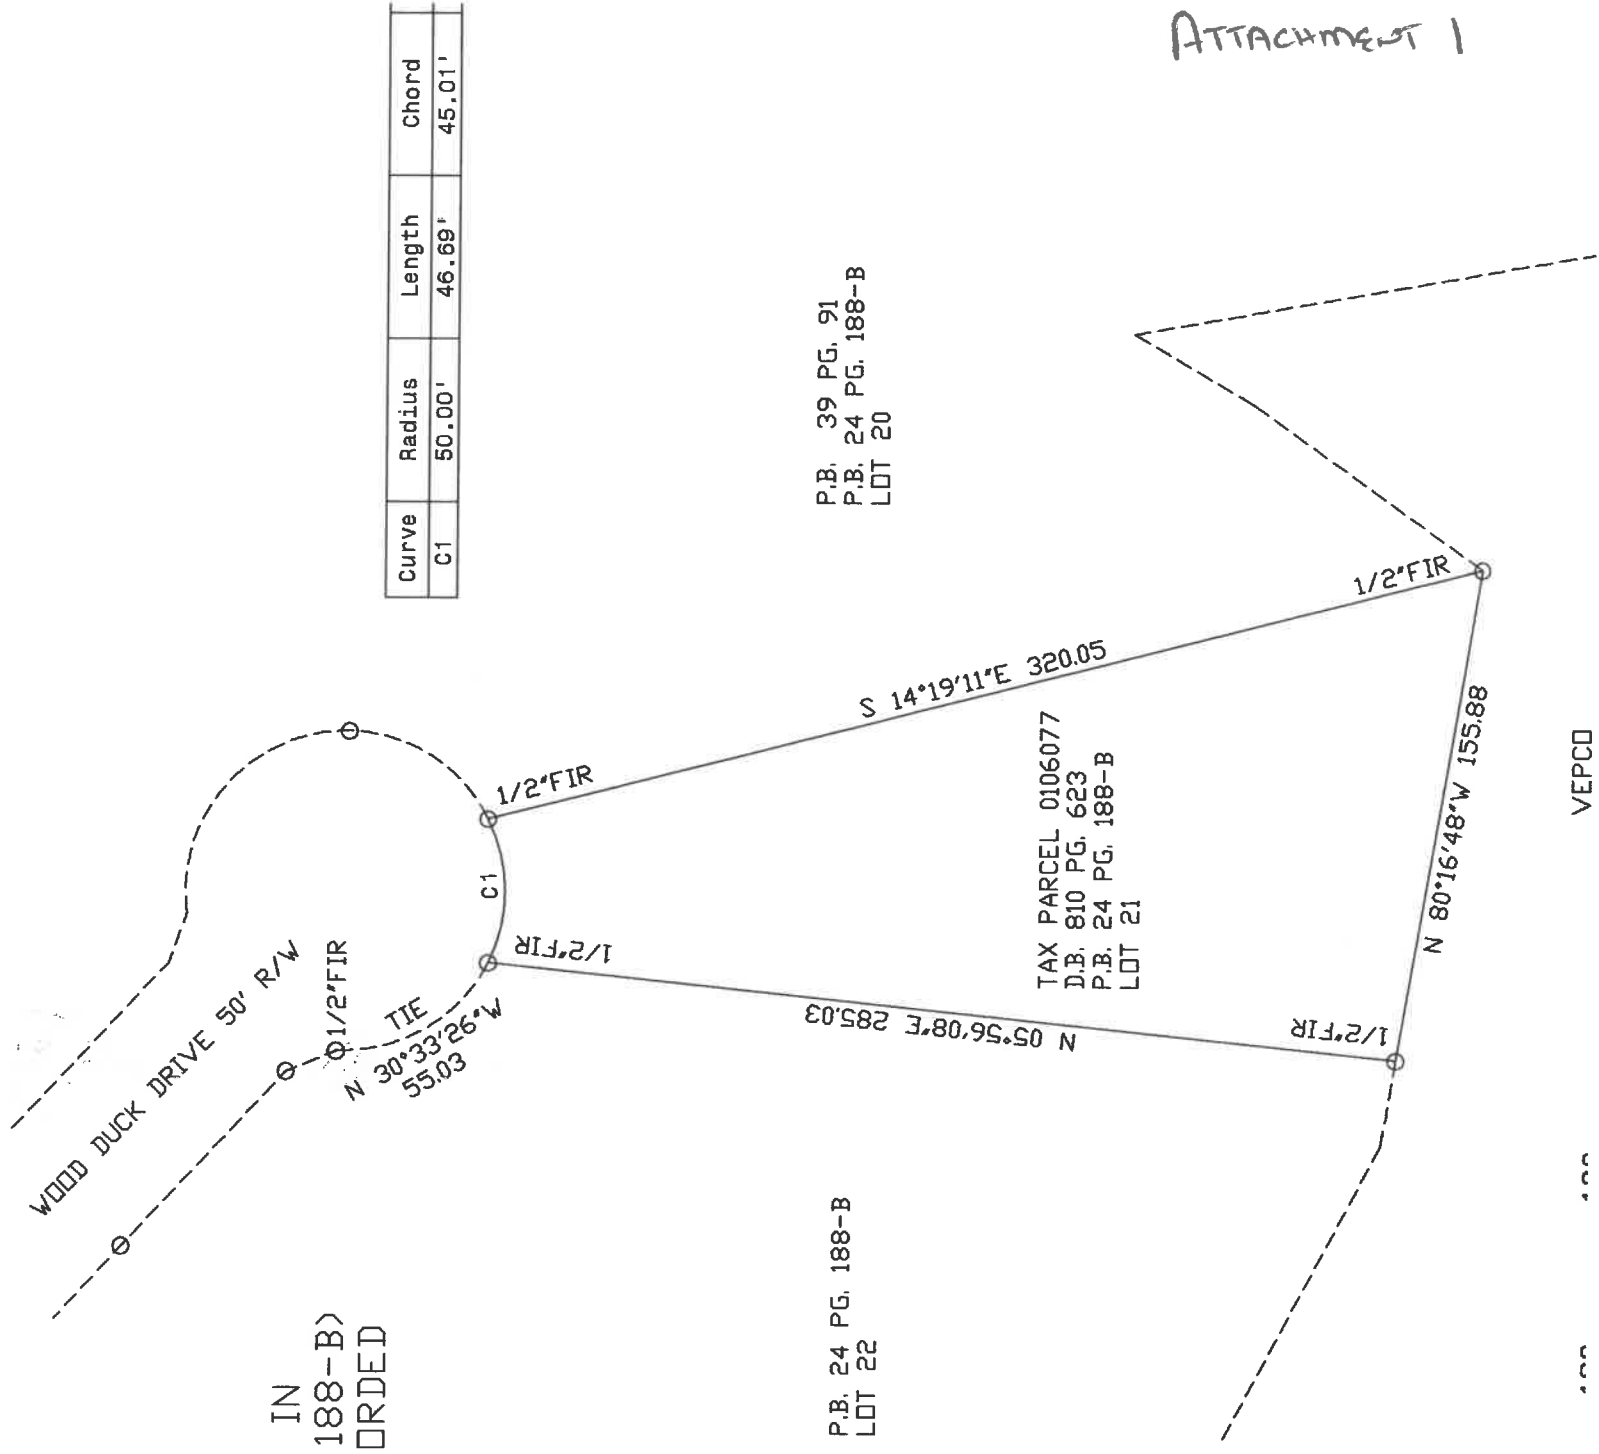 ATTACHMENT 1
Curve Radius Length Chord
C1 50.00' 46.69' 45.01'
WOOD DUCK DRIVE 50' R/W
1/2"FIR
TIE
N 30°33'26"W
55.03
C1
1/2"FIR
1/2"FIR
IN
188-B)
ORDED
P.B. 39 PG. 91
P.B. 24 PG. 188-B
LOT 20
S 14°19'11"E 320.05
N 05°56'08"E 285.03
TAX PARCEL 0106077
D.B. 810 PG. 623
P.B. 24 PG. 188-B
LOT 21
P.B. 24 PG. 188-B
LOT 22
1/2"FIR
1/2"FIR
N 80°16'48"W 155.88
VEPCO